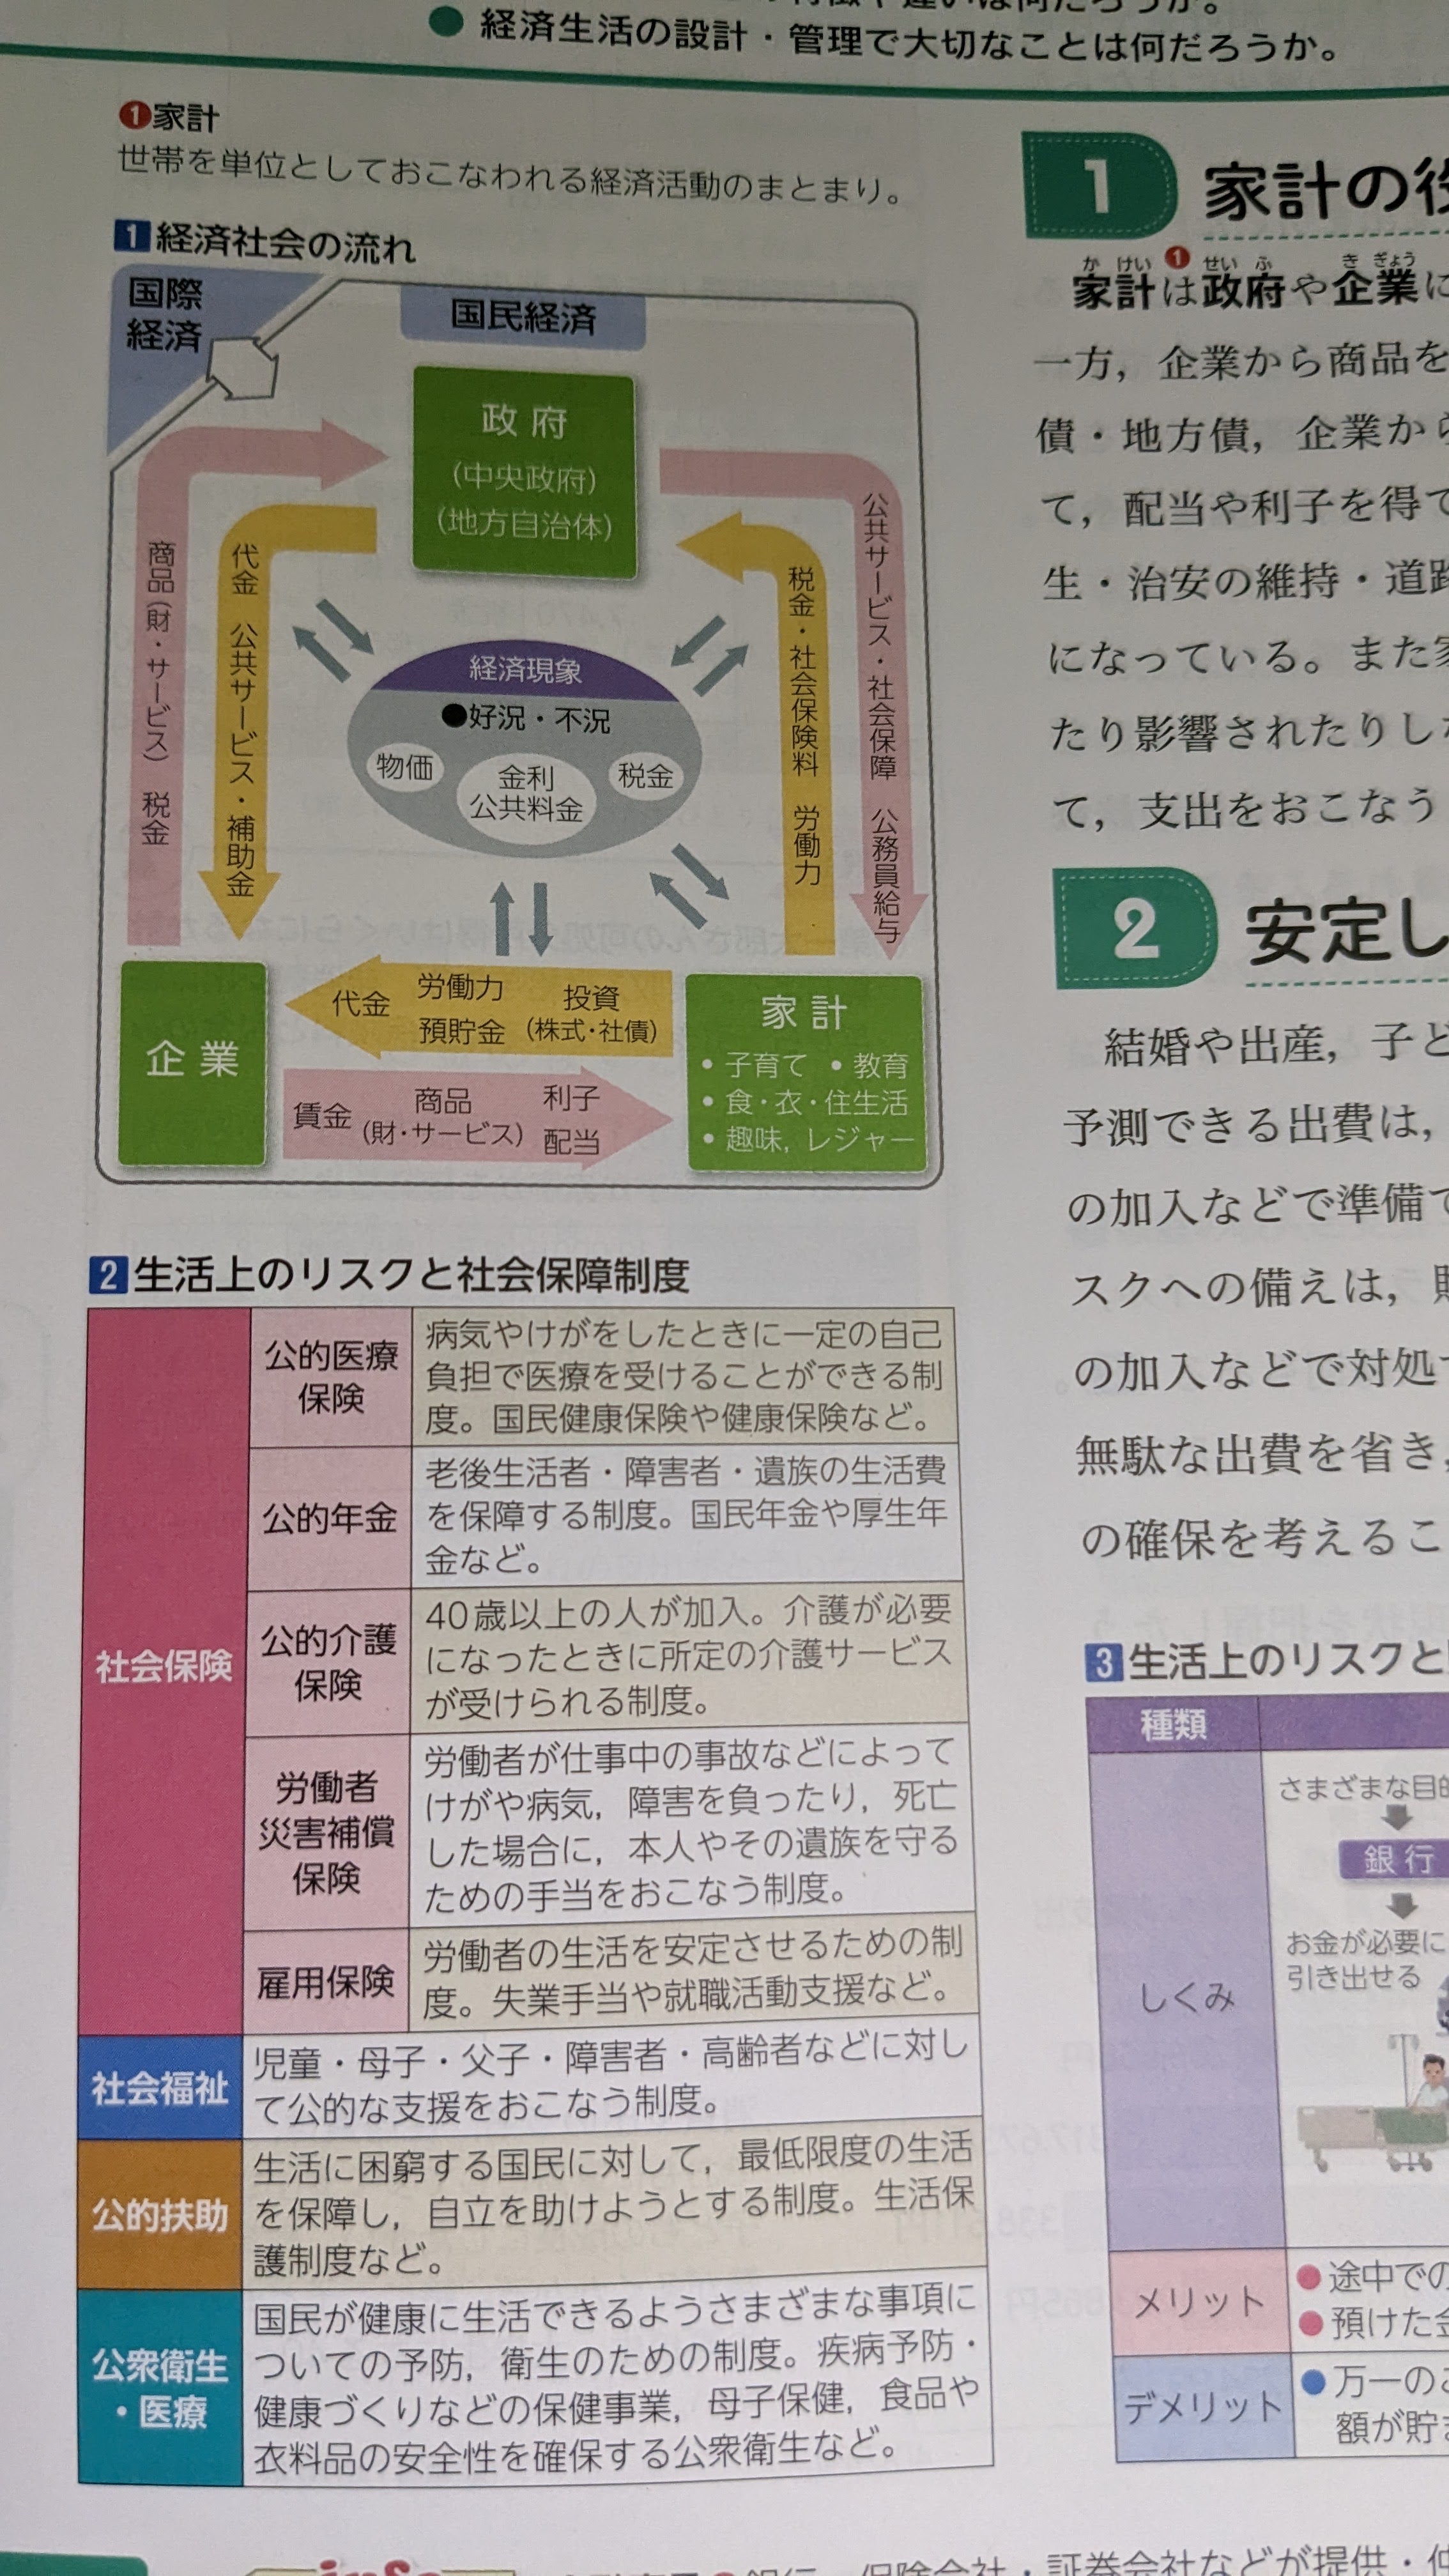 経済生活の設計・管理で大切なことは何だろうか。
❶家計
世帯を単位としておこなわれる経済活動のまとまり。
1 経済社会の流れ
国際
経済
国民経済
政府
(中央政府)
(地方自治体)
商品(財・サービス) 税金
代金 公共サービス・補助金
税金・社会保険料 労働力
公共サービス・社会保障 公務員給与
経済現象
●好況・不況
物価
金利
公共料金
税金
企業
代金
労働力
預貯金
投資
(株式・社債)
賃金
商品
(財・サービス)
利子
配当
家計
• 子育て • 教育
• 食・衣・住生活
• 趣味,レジャー
2 生活上のリスクと社会保障制度
社会保険
公的医療
保険
病気やけがをしたときに一定の自己
負担で医療を受けることができる制
度。国民健康保険や健康保険など。
公的年金
老後生活者・障害者・遺族の生活費
を保障する制度。国民年金や厚生年
金など。
公的介護
保険
40歳以上の人が加入。介護が必要
になったときに所定の介護サービス
が受けられる制度。
労働者
災害補償
保険
労働者が仕事中の事故などによって
けがや病気,障害を負ったり,死亡
した場合に,本人やその遺族を守る
ための手当をおこなう制度。
雇用保険
労働者の生活を安定させるための制
度。失業手当や就職活動支援など。
社会福祉
児童・母子・父子・障害者・高齢者などに対し
て公的な支援をおこなう制度。
公的扶助
生活に困窮する国民に対して,最低限度の生活
を保障し,自立を助けようとする制度。生活保
護制度など。
公衆衛生
・医療
国民が健康に生活できるようさまざまな事項に
ついての予防,衛生のための制度。疾病予防・
健康づくりなどの保健事業,母子保健,食品や
衣料品の安全性を確保する公衆衛生など。
1 家計の役
か けい ❶ せい ふ き ぎょう
家計は政府や企業に
一方,企業から商品を
債・地方債,企業から
て,配当や利子を得て
生・治安の維持・道路
になっている。また家
たり影響されたりしな
て,支出をおこなう
2 安定し
結婚や出産,子ど
予測できる出費は,
の加入などで準備で
スクへの備えは,
の加入などで対処
無駄な出費を省き,
の確保を考えるこ
3 生活上のリスクと
種類
しくみ
さまざまな目的
銀行
お金が必要に
引き出せる
メリット
● 途中での
● 預けた金
デメリット
● 万一の
額が貯
info
銀行,保険会社・証券会社などが提供・